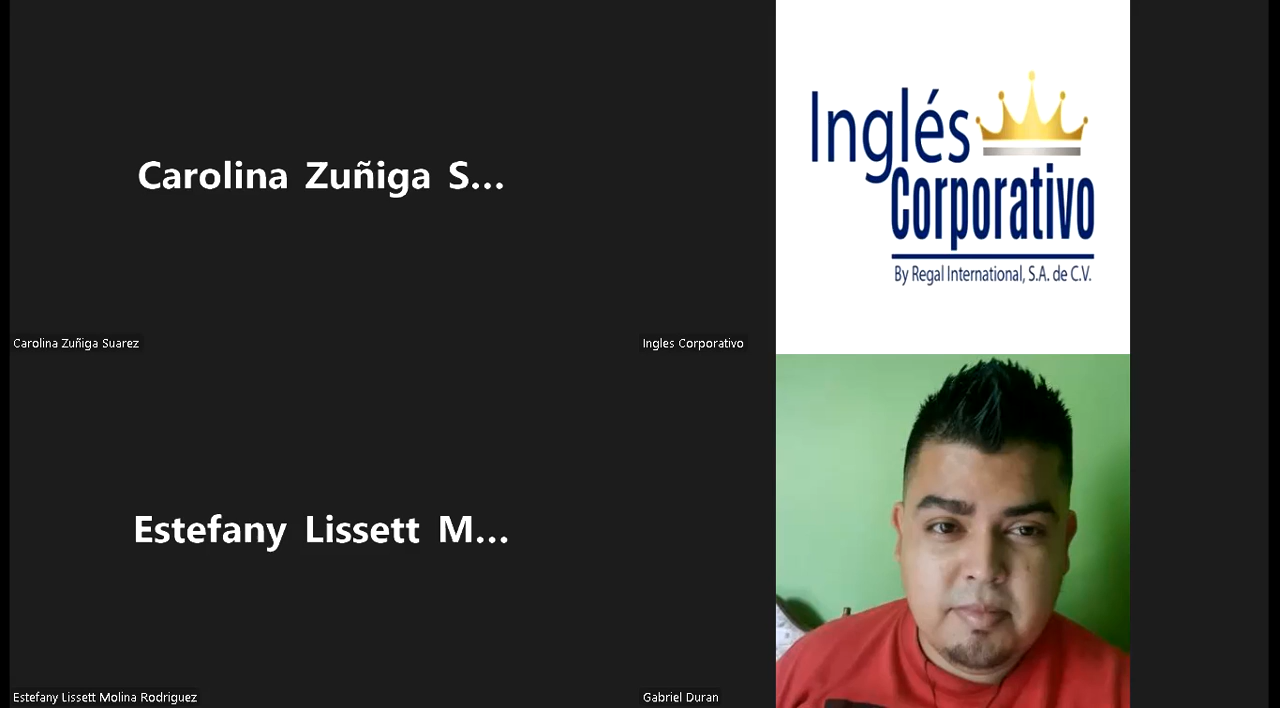 Carolina Zuñiga S...
Carolina Zuñiga Suarez
Inglés
Corporativo
By Regal International, S.A. de C.V.
Ingles Corporativo
Estefany Lissett M...
Estefany Lissett Molina Rodriguez
Gabriel Duran